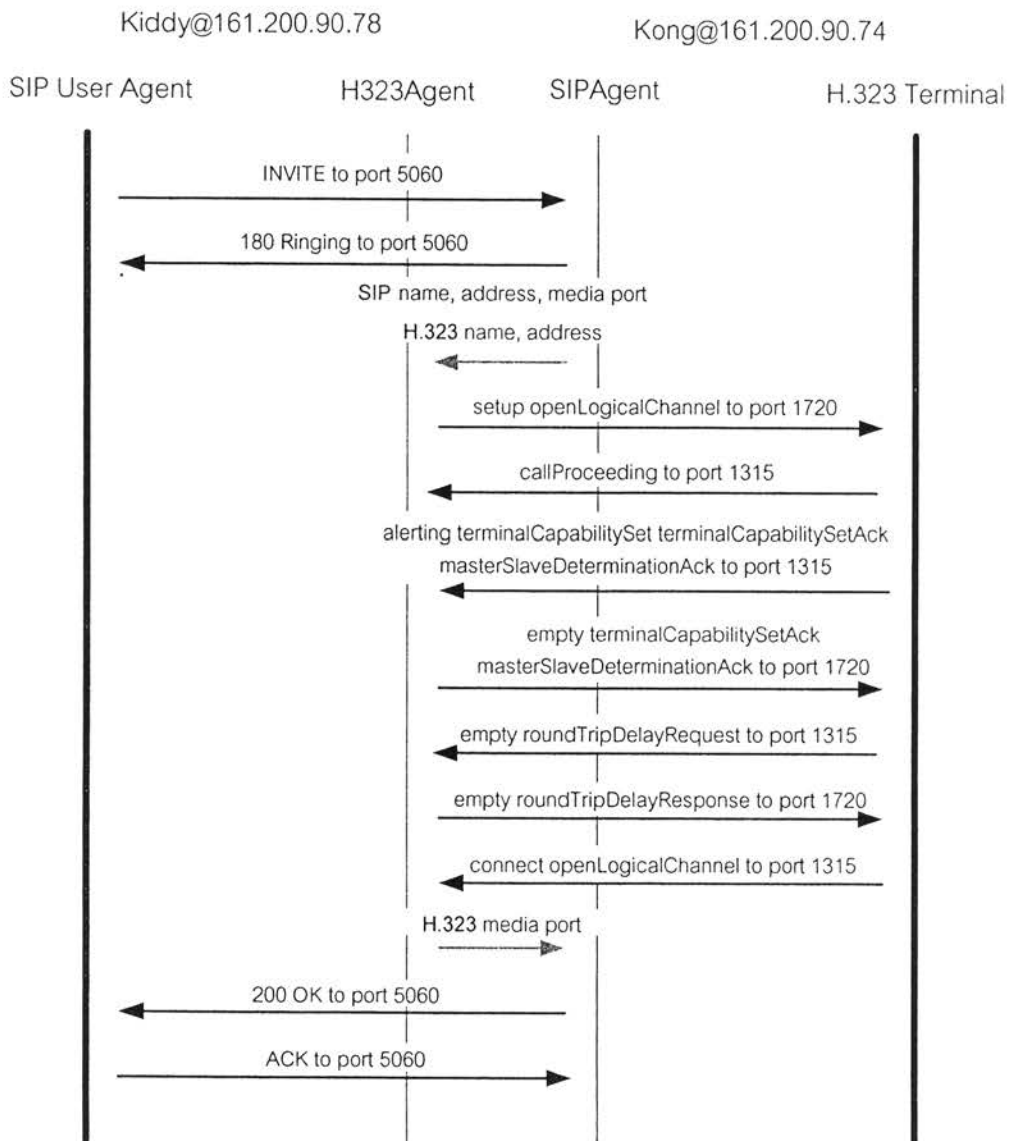 Kiddy@161.200.90.78
Kong@161.200.90.74
SIP User Agent
H323Agent
SIPAgent
H.323 Terminal
INVITE to port 5060
180 Ringing to port 5060
SIP name, address, media port
H.323 name, address
setup openLogicalChannel to port 1720
callProceeding to port 1315
alerting terminalCapabilitySet terminalCapabilitySetAck
masterSlaveDeterminationAck to port 1315
empty terminalCapabilitySetAck
masterSlaveDeterminationAck to port 1720
empty roundTripDelayRequest to port 1315
empty roundTripDelayResponse to port 1720
connect openLogicalChannel to port 1315
H.323 media port
200 OK to port 5060
ACK to port 5060